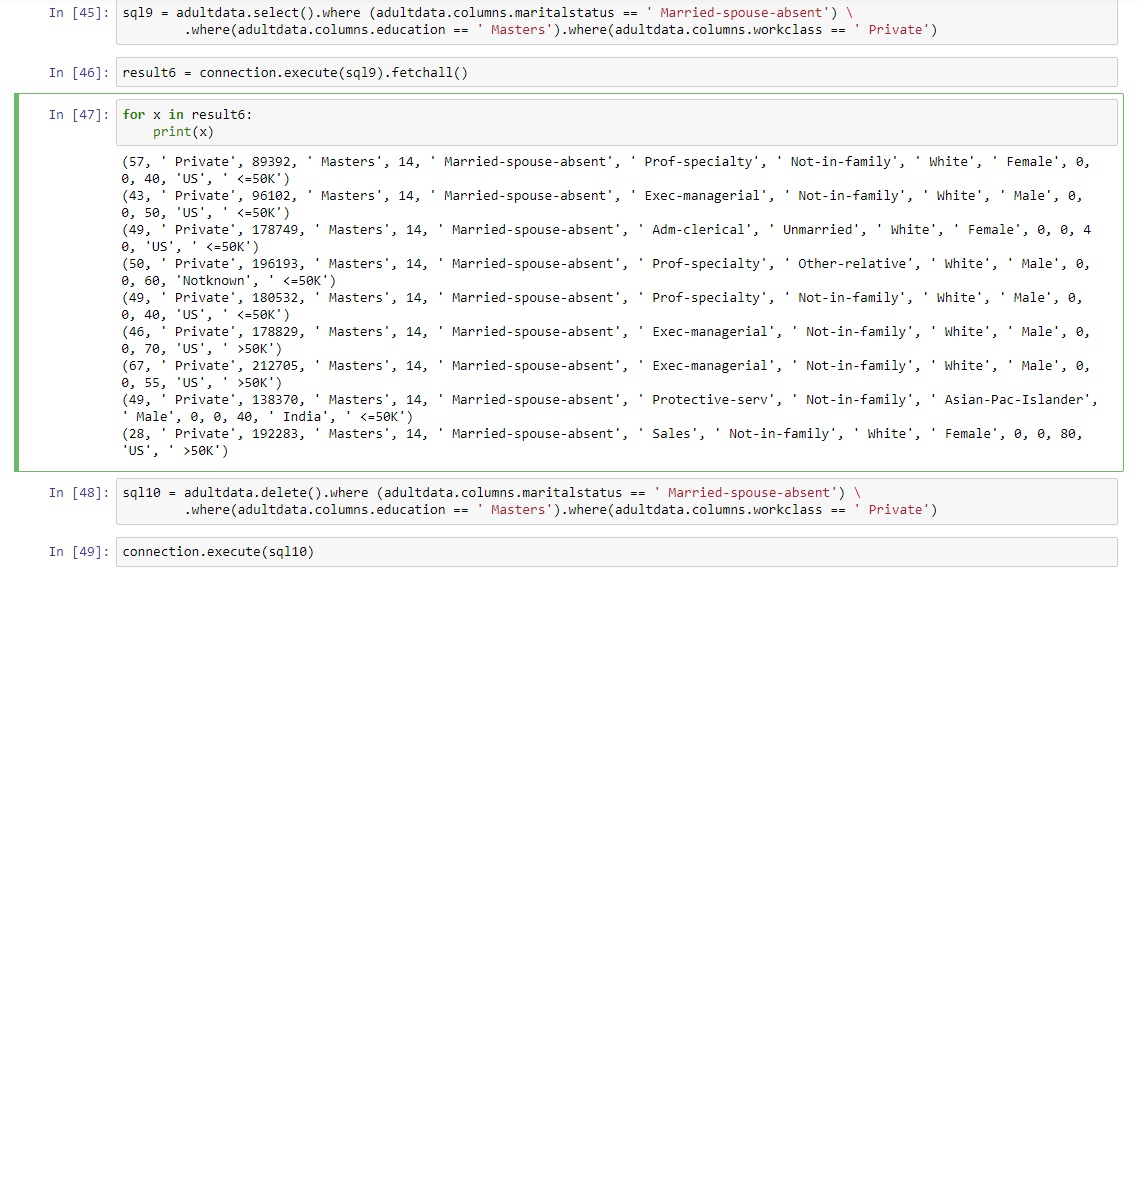 In [45]: sql9 = adultdata.select().where (adultdata.columns.maritalstatus == ' Married-spouse-absent') \
.where(adultdata.columns.education == ' Masters').where(adultdata.columns.workclass == ' Private')
In [46]: result6 = connection.execute(sql9).fetchall()
In [47]: for x in result6:
print(x)
(57, ' Private', 89392, ' Masters', 14, ' Married-spouse-absent', ' Prof-specialty', ' Not-in-family', ' White', ' Female', 0,
0, 40, 'US', ' <=50K')
(43, ' Private', 96102, ' Masters', 14, ' Married-spouse-absent', ' Exec-managerial', ' Not-in-family', ' White', ' Male', 0,
0, 50, 'US', ' <=50K')
(49, ' Private', 178749, ' Masters', 14, ' Married-spouse-absent', ' Adm-clerical', ' Unmarried', ' White', ' Female', 0, 0, 4
0, 'US', ' <=50K')
(50, ' Private', 196193, ' Masters', 14, ' Married-spouse-absent', ' Prof-specialty', ' Other-relative', ' White', ' Male', 0,
0, 60, 'Notknown', ' <=50K')
(49, ' Private', 180532, ' Masters', 14, ' Married-spouse-absent', ' Prof-specialty', ' Not-in-family', ' White', ' Male', 0,
0, 40, 'US', ' <=50K')
(46, ' Private', 178829, ' Masters', 14, ' Married-spouse-absent', ' Exec-managerial', ' Not-in-family', ' White', ' Male', 0,
0, 70, 'US', ' >50K')
(67, ' Private', 212705, ' Masters', 14, ' Married-spouse-absent', ' Exec-managerial', ' Not-in-family', ' White', ' Male', 0,
0, 55, 'US', ' >50K')
(49, ' Private', 138370, ' Masters', 14, ' Married-spouse-absent', ' Protective-serv', ' Not-in-family', ' Asian-Pac-Islander',
' Male', 0, 0, 40, ' India', ' <=50K')
(28, ' Private', 192283, ' Masters', 14, ' Married-spouse-absent', ' Sales', ' Not-in-family', ' White', ' Female', 0, 0, 80,
'US', ' >50K')
In [48]: sql10 = adultdata.delete().where (adultdata.columns.maritalstatus == ' Married-spouse-absent') \
.where(adultdata.columns.education == ' Masters').where(adultdata.columns.workclass == ' Private')
In [49]: connection.execute(sql10)